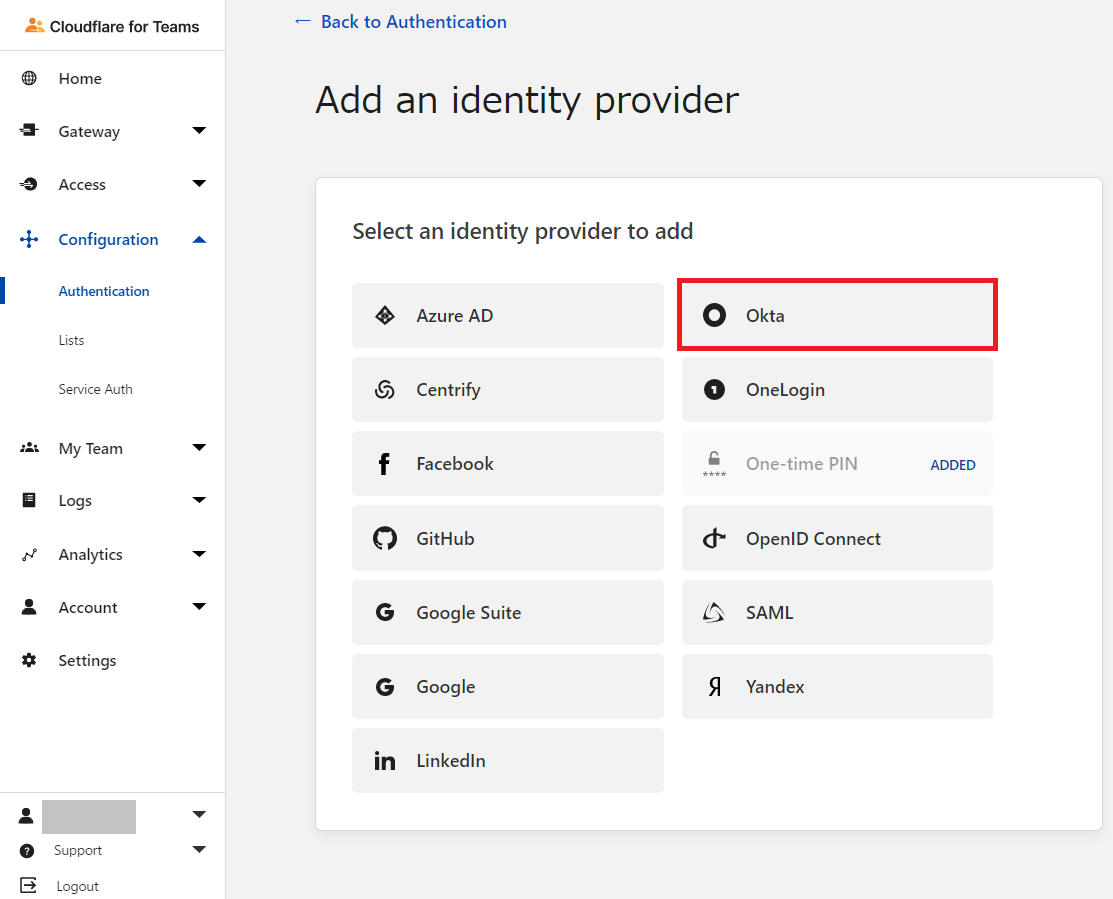 Cloudflare for Teams
Home
Gateway
Access
Configuration
Authentication
Lists
Service Auth
My Team
Logs
Analytics
Account
Settings
Support
Logout
← Back to Authentication
Add an identity provider
Select an identity provider to add
Azure AD
Okta
Centrify
OneLogin
Facebook
One-time PIN ADDED
GitHub
OpenID Connect
Google Suite
SAML
Google
Yandex
LinkedIn